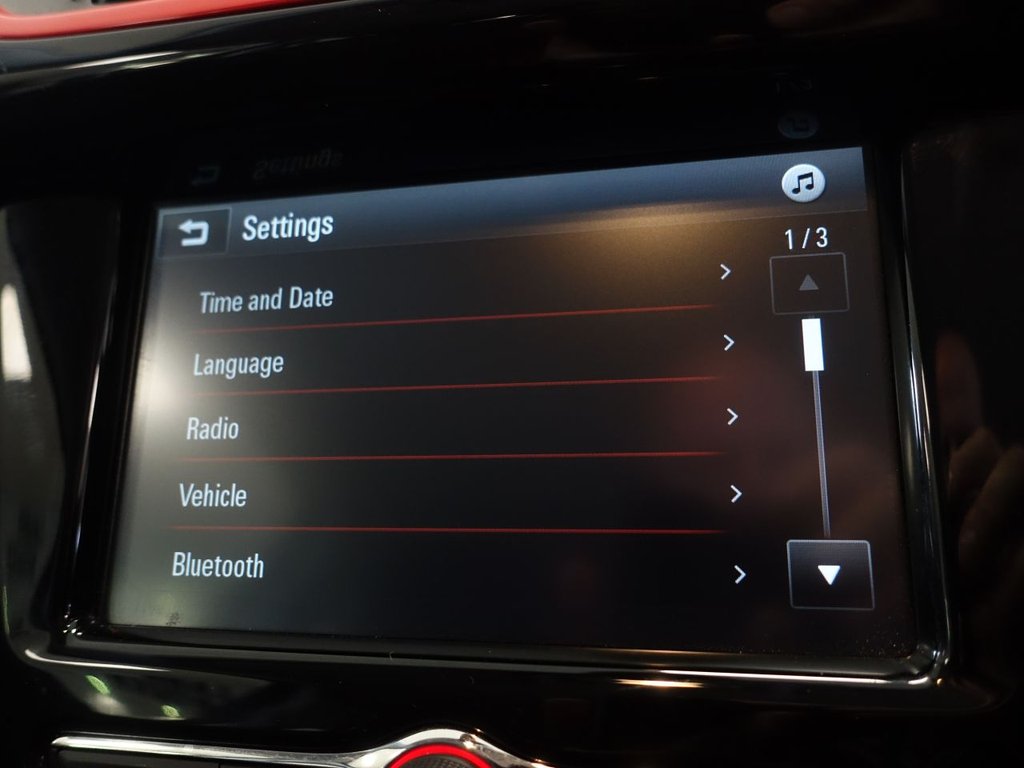 Settings
1/3
Time and Date
Language
Radio
Vehicle
Bluetooth